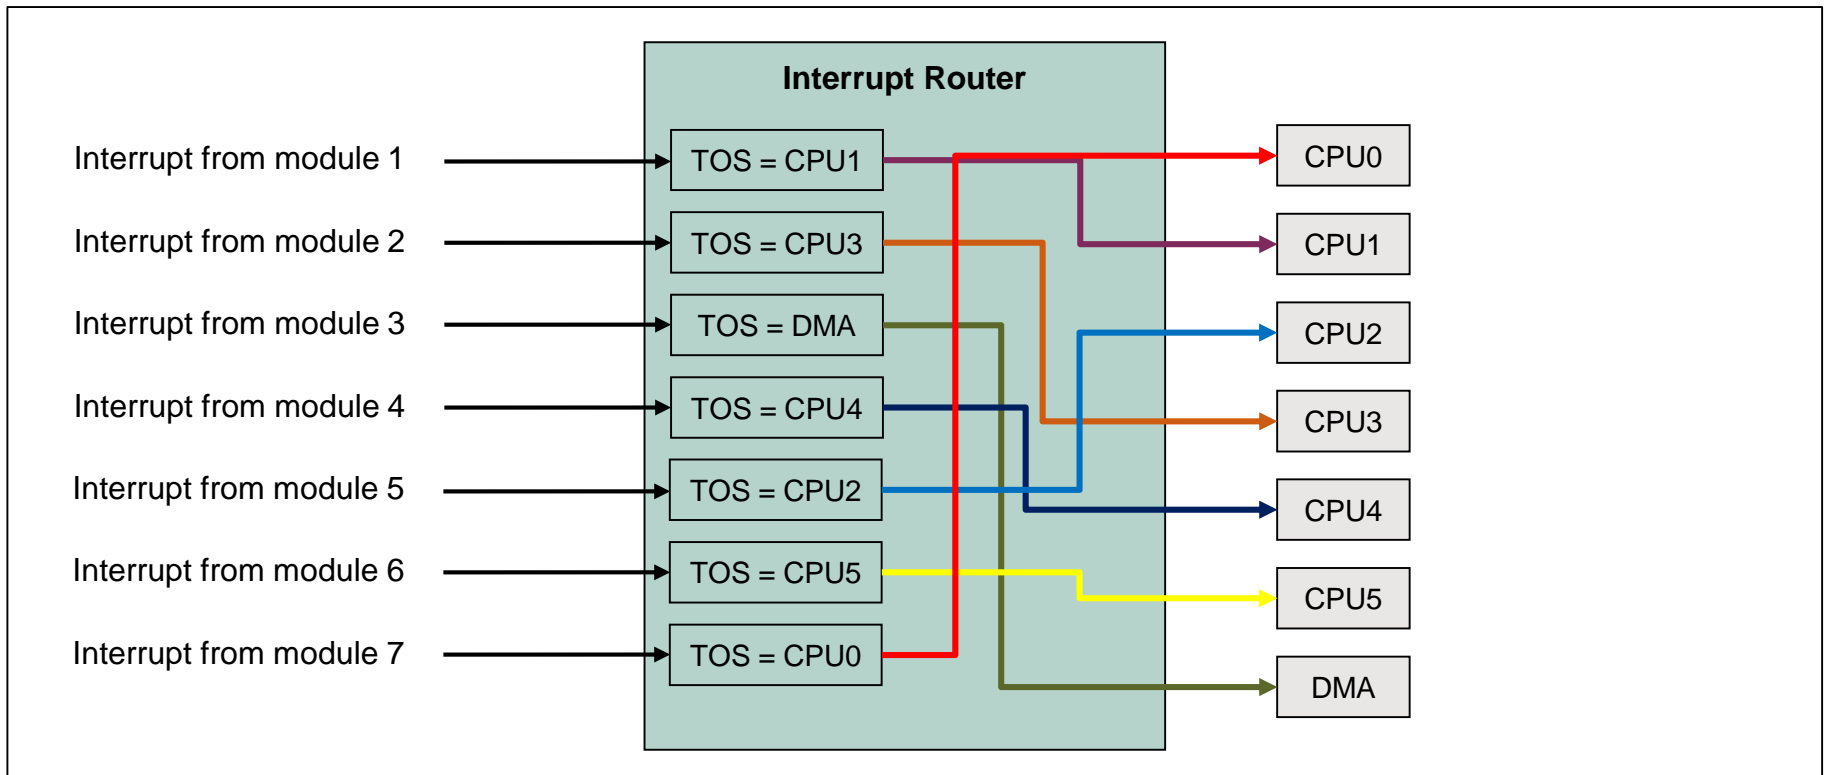 Interrupt Router
Interrupt from module 1
TOS = CPU1
CPU0
Interrupt from module 2
TOS = CPU3
CPU1
Interrupt from module 3
TOS = DMA
CPU2
Interrupt from module 4
TOS = CPU4
CPU3
Interrupt from module 5
TOS = CPU2
CPU4
Interrupt from module 6
TOS = CPU5
CPU5
Interrupt from module 7
TOS = CPU0
DMA